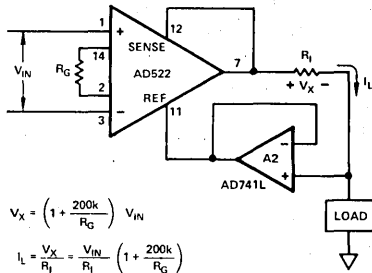 1
+
12
14
SENSE
7
R_I
V_IN
R_G
AD522
+ V_X −
I_L
2
REF
−
11
3
−
A2
+
AD741L
LOAD
V_X = (1 + 200k / R_G) V_IN
I_L = V_X / R_I = V_IN / R_I (1 + 200k / R_G)